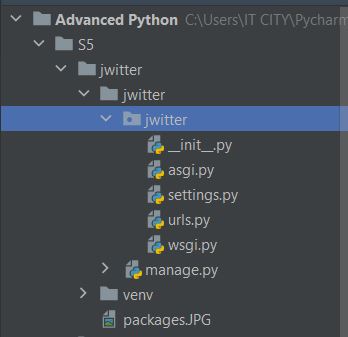 Advanced Python C:\Users\IT CITY\Pycharm
S5
jwitter
jwitter
jwitter
__init__.py
asgi.py
settings.py
urls.py
wsgi.py
manage.py
venv
packages.JPG